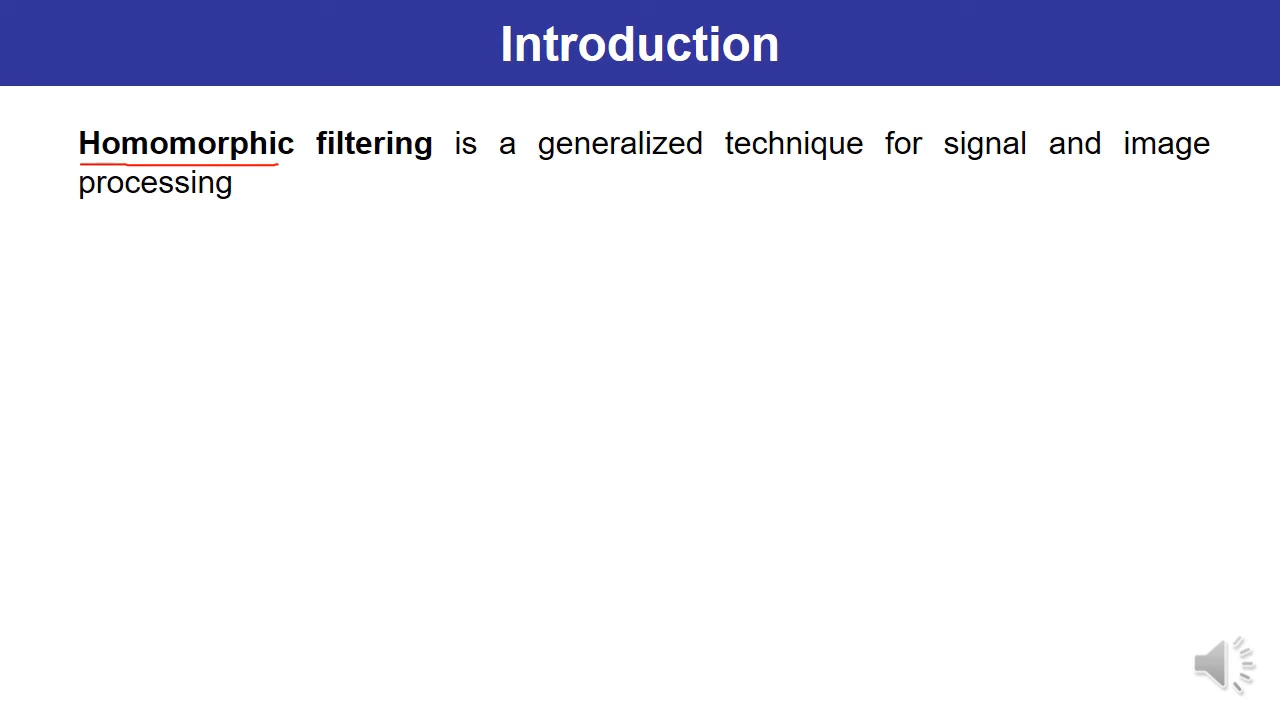 Introduction
Homomorphic filtering is a generalized technique for signal and image
processing